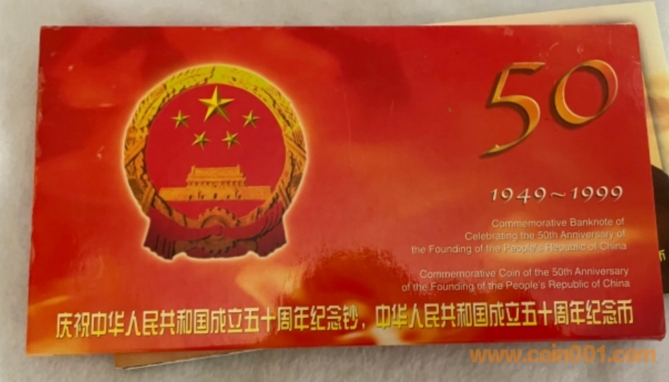 50
1949~1999
Commemorative Banknote of
Celebrating the 50th Anniversary of
the Founding of the People's Republic of China
Commemorative Coin of the 50th Anniversary
of the Founding of the People's Republic of China
庆祝中华人民共和国成立五十周年纪念钞，中华人民共和国成立五十周年纪念币
www.coin001.com